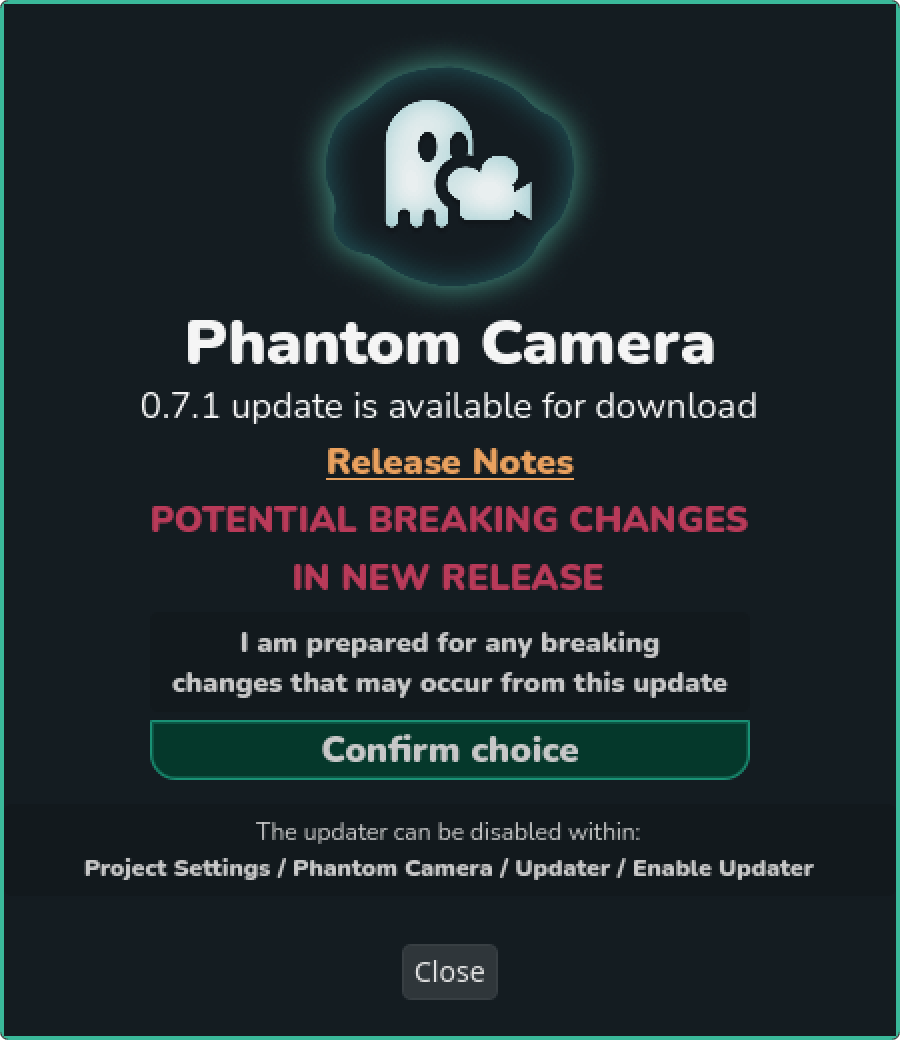 Phantom Camera
0.7.1 update is available for download
Release Notes
POTENTIAL BREAKING CHANGES
IN NEW RELEASE
I am prepared for any breaking
changes that may occur from this update
Confirm choice
The updater can be disabled within:
Project Settings / Phantom Camera / Updater / Enable Updater
Close